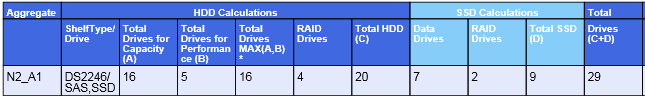 Aggregate HDD Calculations SSD Calculations Total
ShelfType/ Total Total Total RAID Total HDD Data RAID Total SSD Drives
Drive Drives for Drives for Drives Drives (C) Drives Drives (D) (C+D)
Capacity Performan MAX(A,B)
(A) ce (B) *
N2_A1 DS2246/ 16 5 16 4 20 7 2 9 29
SAS,SSD